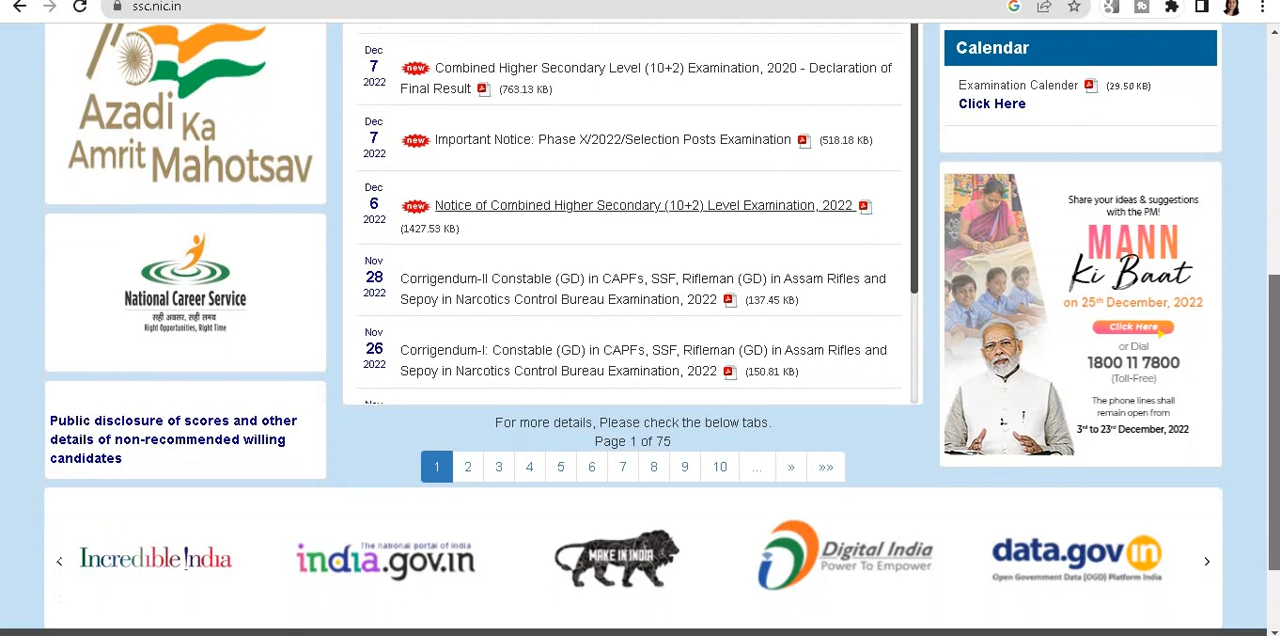 ssc.nic.in
Azadi Ka
Amrit Mahotsav
National Career Service
सही अवसर, सही समय
Right Opportunities, Right Time
Public disclosure of scores and other
details of non-recommended willing
candidates
Dec
7
2022
new Combined Higher Secondary Level (10+2) Examination, 2020 - Declaration of
Final Result (763.13 KB)
Dec
7
2022
new Important Notice: Phase X/2022/Selection Posts Examination (518.18 KB)
Dec
6
2022
new Notice of Combined Higher Secondary (10+2) Level Examination, 2022
(1427.53 KB)
Nov
28
2022
Corrigendum-II Constable (GD) in CAPFs, SSF, Rifleman (GD) in Assam Rifles and
Sepoy in Narcotics Control Bureau Examination, 2022 (137.45 KB)
Nov
26
2022
Corrigendum-I: Constable (GD) in CAPFs, SSF, Rifleman (GD) in Assam Rifles and
Sepoy in Narcotics Control Bureau Examination, 2022 (150.81 KB)
For more details, Please check the below tabs.
Page 1 of 75
1 2 3 4 5 6 7 8 9 10 ... » »»
Calendar
Examination Calender (29.50 KB)
Click Here
Share your ideas & suggestions
with the PM!
MANN
Ki Baat
on 25th December, 2022
Click Here
or Dial
1800 11 7800
(Toll-Free)
The phone lines shall
remain open from
3rd to 23rd December, 2022
‹ Incredible !ndia
The national portal of india
india.gov.in
MAKE IN INDIA
Digital India
Power To Empower
data.gov in
Open Government Data (OGD) Platform India
›